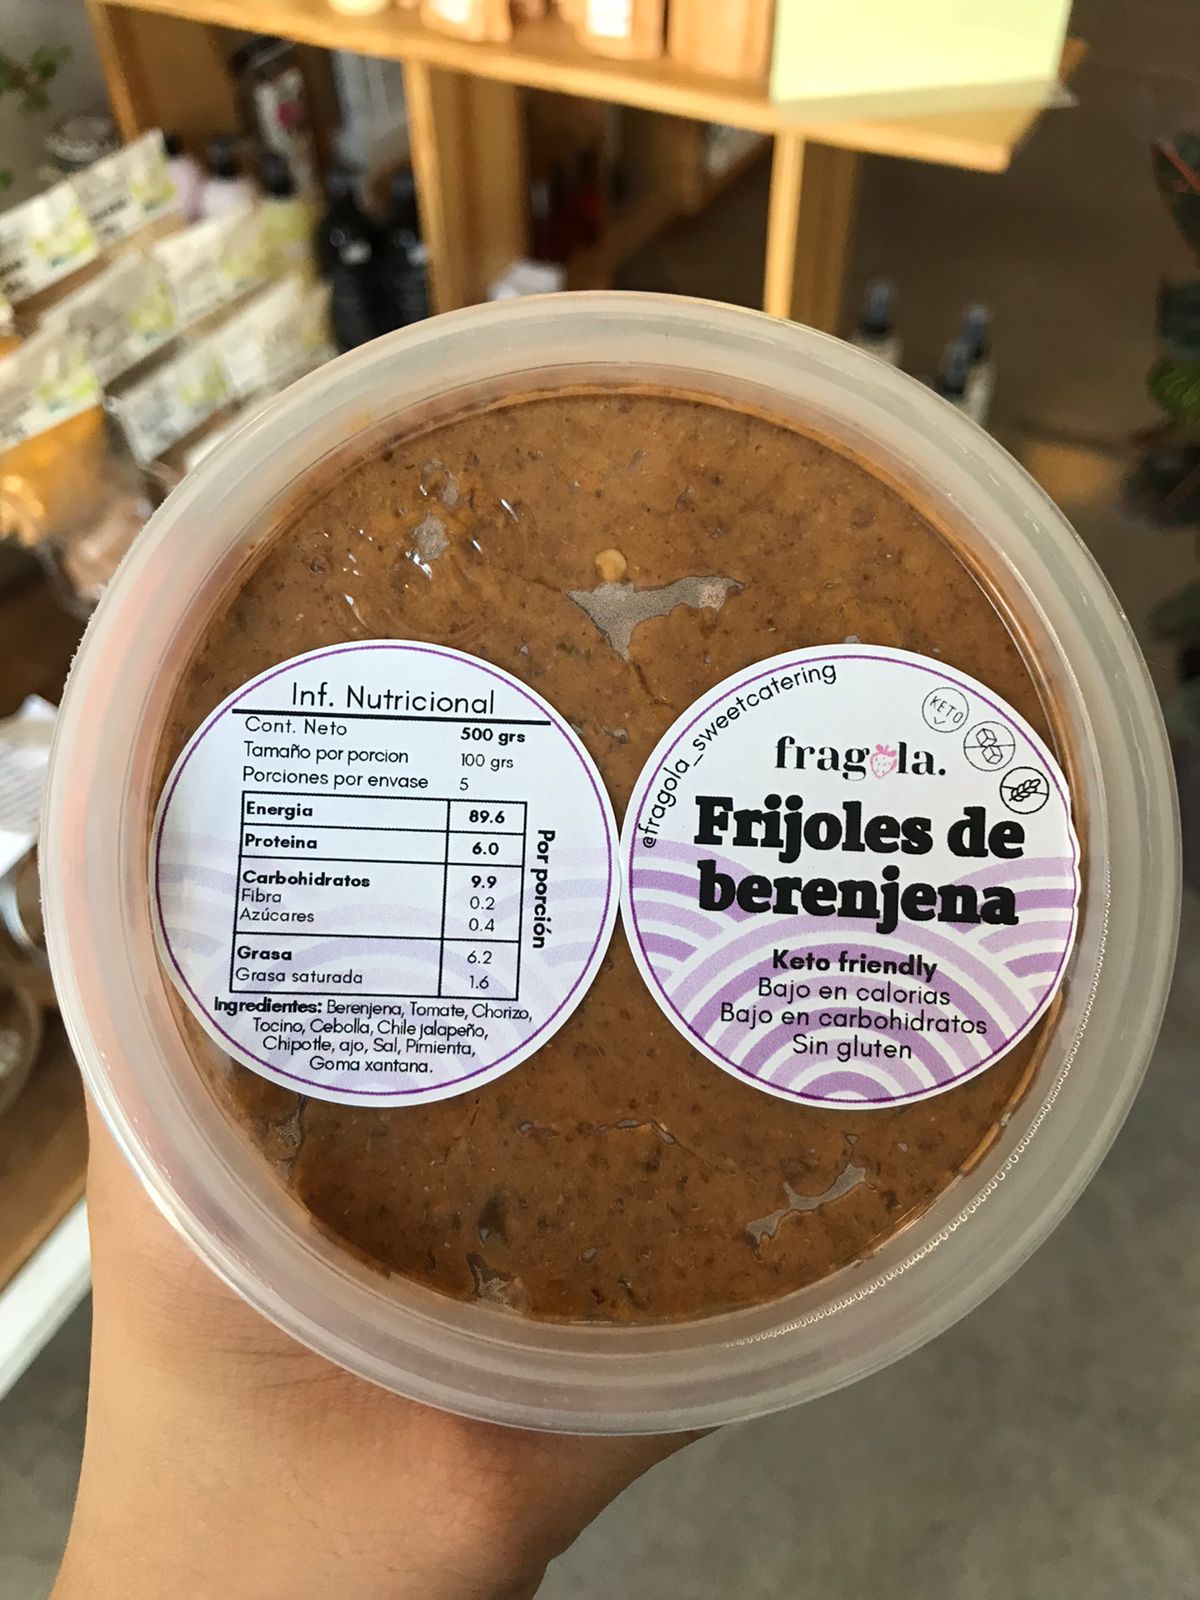 Inf. Nutricional
Cont. Neto 500 grs
Tamaño por porcion 100 grs
Porciones por envase 5
Energia 89.6
Proteina 6.0
Carbohidratos 9.9
Fibra 0.2
Azúcares 0.4
Grasa 6.2
Grasa saturada 1.6
Por porción
Ingredientes: Berenjena, Tomate, Chorizo,
Tocino, Cebolla, Chile jalapeño,
Chipotle, ajo, Sal, Pimienta,
Goma xantana.
@fragola_sweetcatering
KETO
fragola.
Frijoles de
berenjena
Keto friendly
Bajo en calorias
Bajo en carbohidratos
Sin gluten